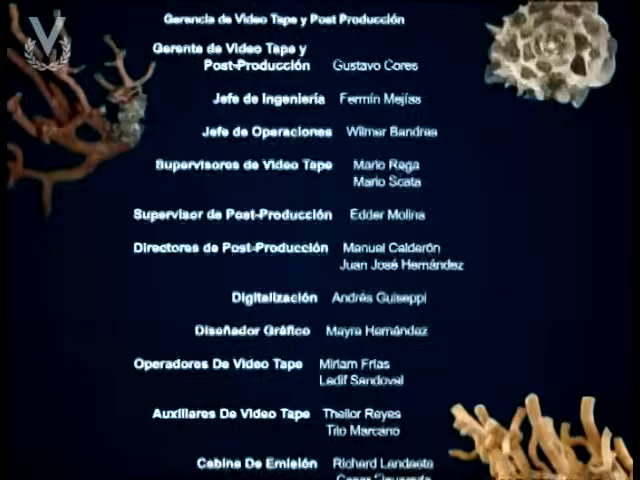 Gerencia de Video Tape y Post Producción
Gerente de Video Tape y
Post-Producción Gustavo Cores
Jefe de Ingeniería Fermín Mejías
Jefe de Operaciones Wilmer Bandres
Supervisores de Video Tape Mario Raga
Mario Scata
Supervisor de Post-Producción Edder Molina
Directores de Post-Producción Manuel Calderón
Juan José Hernández
Digitalización Andrés Guiseppi
Diseñador Gráfico Mayra Hernández
Operadores De Video Tape Miriam Frías
Ledif Sandoval
Auxiliares De Video Tape Thelior Reyes
Tito Marcano
Cabina De Emisión Richard Landaeta